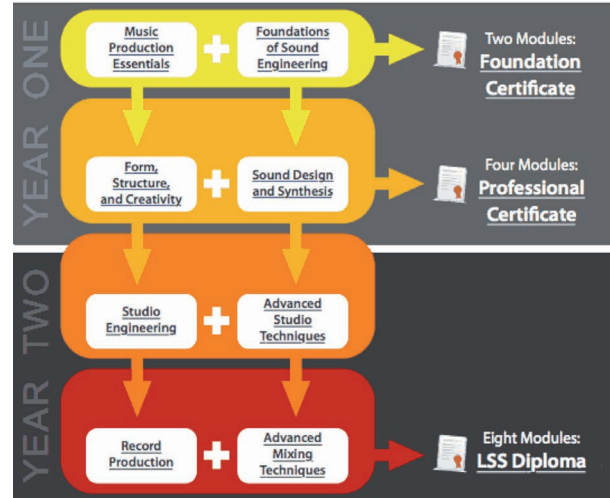 YEAR ONE
Music
Production
Essentials
Foundations
of Sound
Engineering
Two Modules:
Foundation
Certificate
Form,
Structure,
and Creativity
Sound Design
and Synthesis
Four Modules:
Professional
Certificate
YEAR TWO
Studio
Engineering
Advanced
Studio
Techniques
Record
Production
Advanced
Mixing
Techniques
Eight Modules:
LSS Diploma